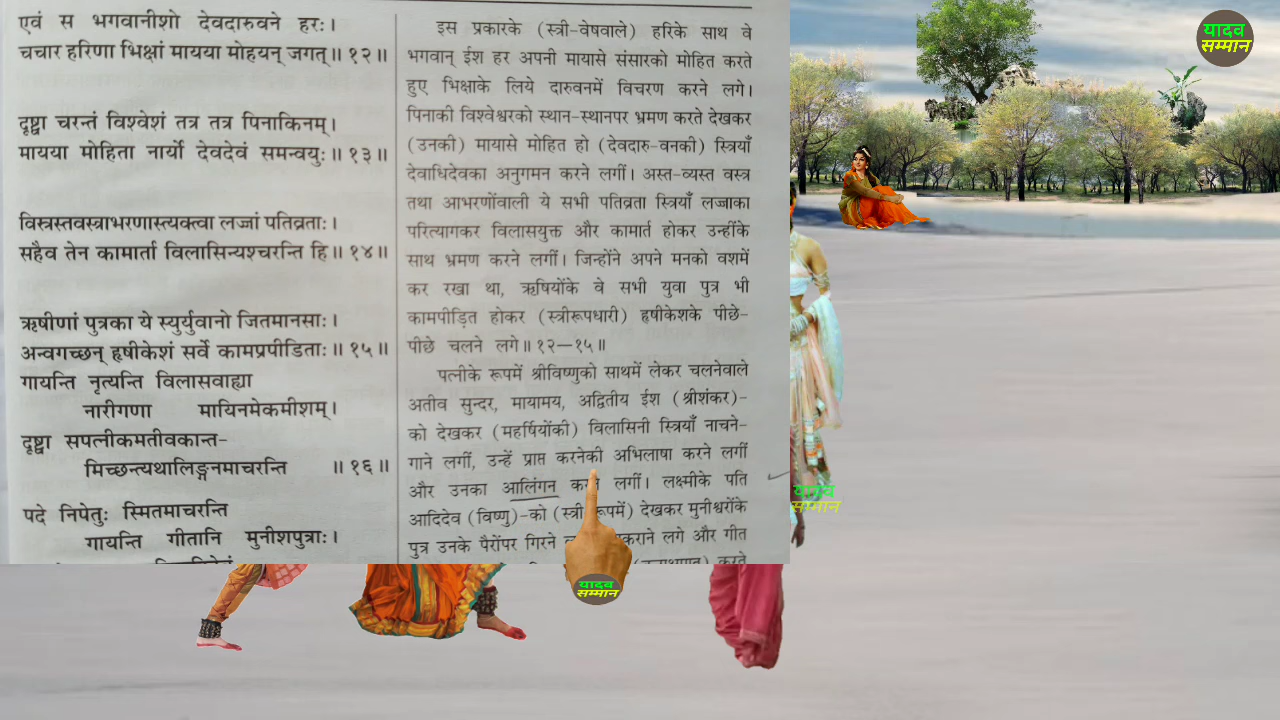 एवं स भगवानीशो देवदारुवने हरः।
चचार हरिणा भिक्षां मायया मोहयन् जगत्॥ १२॥
दृष्ट्वा चरन्तं विश्वेशं तत्र तत्र पिनाकिनम्।
मायया मोहिता नार्यो देवदेवं समन्वयुः॥ १३॥
विस्त्रस्तवस्त्राभरणास्त्यक्त्वा लज्जां पतिव्रताः।
सहैव तेन कामार्ता विलासिन्यश्चरन्ति हि॥ १४॥
ऋषीणां पुत्रका ये स्युर्युवानो जितमानसाः।
अन्वगच्छन् हृषीकेशं सर्वे कामप्रपीडिताः॥ १५॥
गायन्ति नृत्यन्ति विलासवाह्या
नारीगणा मायिनमेकमीशम्।
दृष्ट्वा सपत्नीकमतीवकान्त-
मिच्छन्त्यथालिङ्गनमाचरन्ति ॥ १६॥
पदे निपेतुः स्मितमाचरन्ति
गायन्ति गीतानि मुनीशपुत्राः।
इस प्रकारके (स्त्री-वेषवाले) हरिके साथ वे
भगवान् ईश हर अपनी मायासे संसारको मोहित करते
हुए भिक्षाके लिये दारुवनमें विचरण करने लगे।
पिनाकी विश्वेश्वरको स्थान-स्थानपर भ्रमण करते देखकर
(उनकी) मायासे मोहित हो (देवदारु-वनकी) स्त्रियाँ
देवाधिदेवका अनुगमन करने लगीं। अस्त-व्यस्त वस्त्र
तथा आभरणोंवाली ये सभी पतिव्रता स्त्रियाँ लज्जाका
परित्यागकर विलासयुक्त और कामार्त होकर उन्हींके
साथ भ्रमण करने लगीं। जिन्होंने अपने मनको वशमें
कर रखा था, ऋषियोंके वे सभी युवा पुत्र भी
कामपीड़ित होकर (स्त्रीरूपधारी) हृषीकेशके पीछे-
पीछे चलने लगे॥ १२—१५॥
पत्नीके रूपमें श्रीविष्णुको साथमें लेकर चलनेवाले
अतीव सुन्दर, मायामय, अद्वितीय ईश (श्रीशंकर)-
को देखकर (महर्षियोंकी) विलासिनी स्त्रियाँ नाचने-
गाने लगीं, उन्हें प्राप्त करनेकी अभिलाषा करने लगीं
और उनका आलिंगन लगीं। लक्ष्मीके पति
आदिदेव (विष्णु)-को (स्त्री रूपमें) देखकर मुनीश्वरोंके
पुत्र उनके पैरोंपर गिरने लगे और गीत
करते
यादव
सम्मान
यादव
सम्मान
यादव
सम्मान